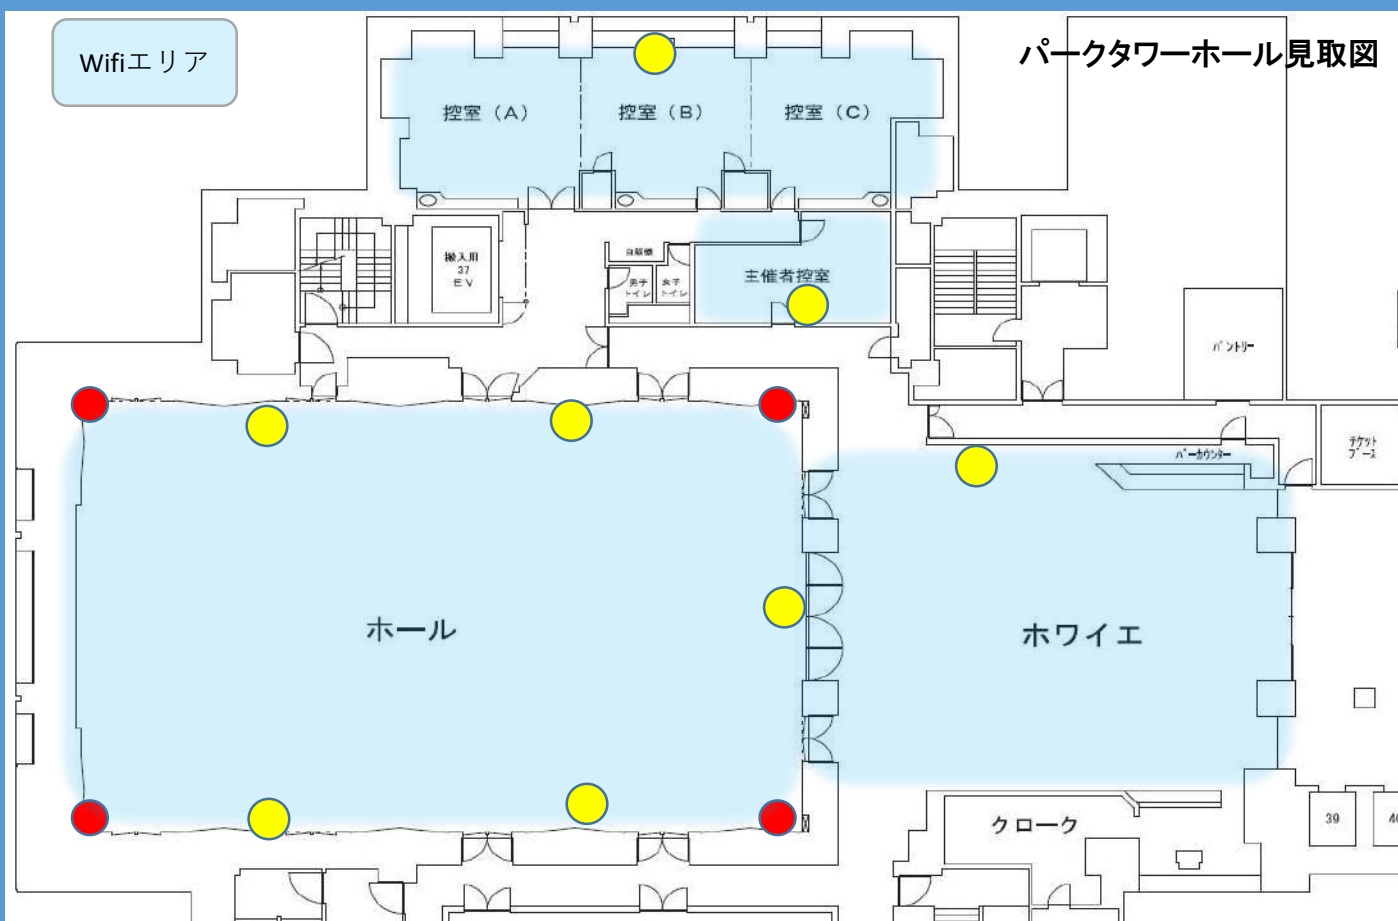 Wifiエリア
パークタワーホール見取図
控室（A）
控室（B）
控室（C）
搬入用
37
EV
自販機
男子
トイレ
女子
トイレ
主催者控室
パントリー
チケット
ブース
バーカウンター
ホール
ホワイエ
クローク
39
40